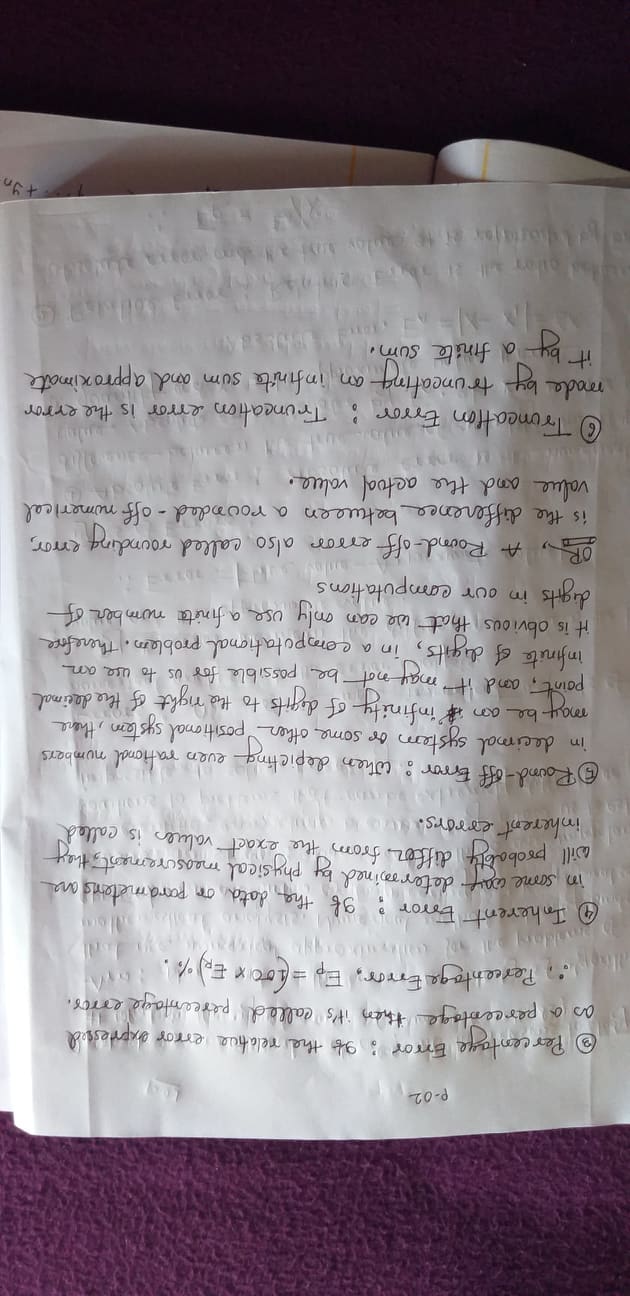 P-02
③ Percentage Error : If the relative error expressed
as a percentage then it's called percentage error.
∴, Percentage Error, E_P = (100 × E_R) %.
④ Inherent Error : If the data or parameters are
in some way determined by physical measurement, they
will probably differ from the exact values is called
inherent errors.
⑤ Round-off Error : When depicting even rational numbers
in decimal system or some other positional system, there
may be an infinity of digits to the right of the decimal
point, and it may not be possible for us to use an
infinite of digits, in a computational problem. Therefore
it is obvious that we can only use a finite number of
digits in our computations
OR, A Round-off error also called rounding error,
is the difference between a rounded-off numerical
value and the actual value.
⑥ Truncation Error : Truncation error is the error
made by truncating an infinite sum and approximate
it by a finite sum.
+ y_n